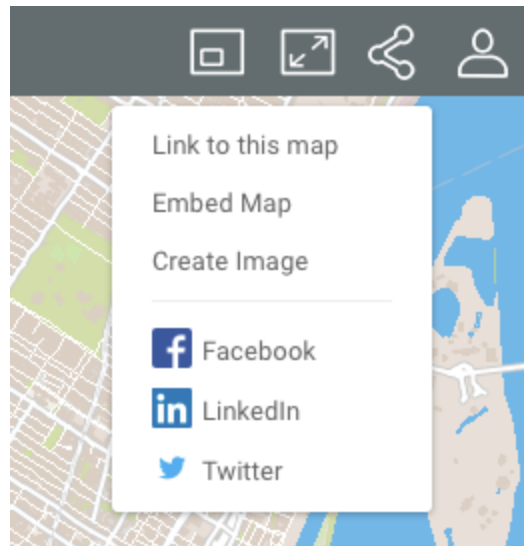 Link to this map
Embed Map
Create Image
Facebook
LinkedIn
Twitter